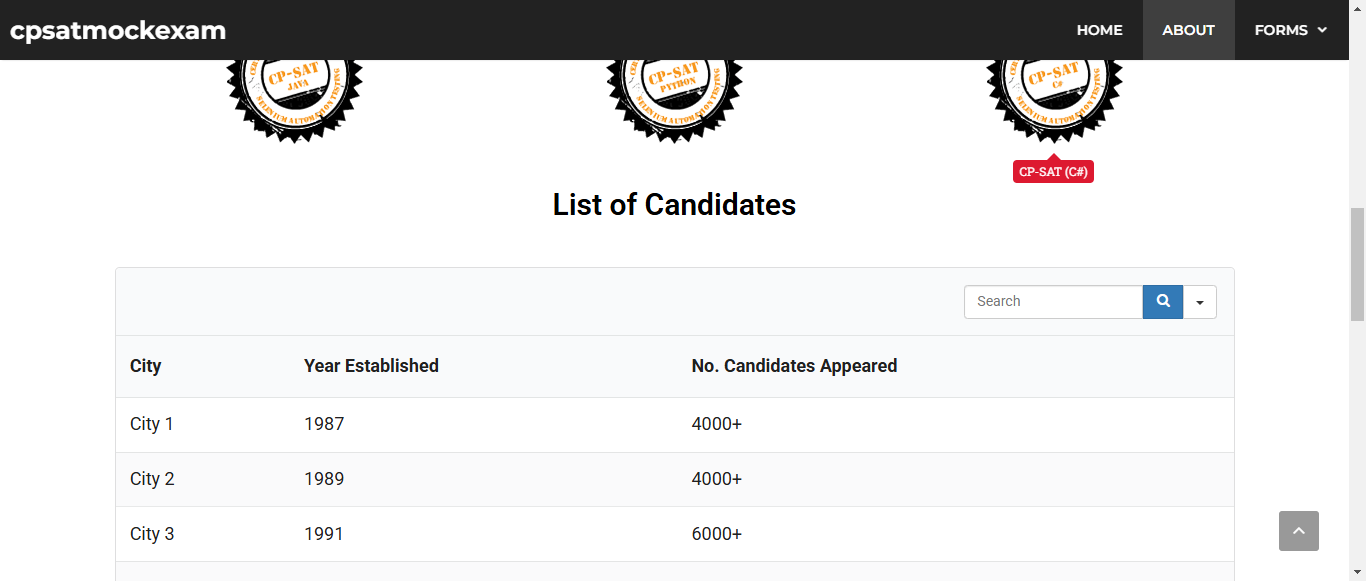 cpsatmockexam
HOME ABOUT FORMS
CP-SAT
JAVA
SELENIUM AUTOMATION TESTING
CP-SAT
PYTHON
SELENIUM AUTOMATION TESTING
CP-SAT
C#
SELENIUM AUTOMATION TESTING
CP-SAT (C#)
List of Candidates
Search
City Year Established No. Candidates Appeared
City 1 1987 4000+
City 2 1989 4000+
City 3 1991 6000+